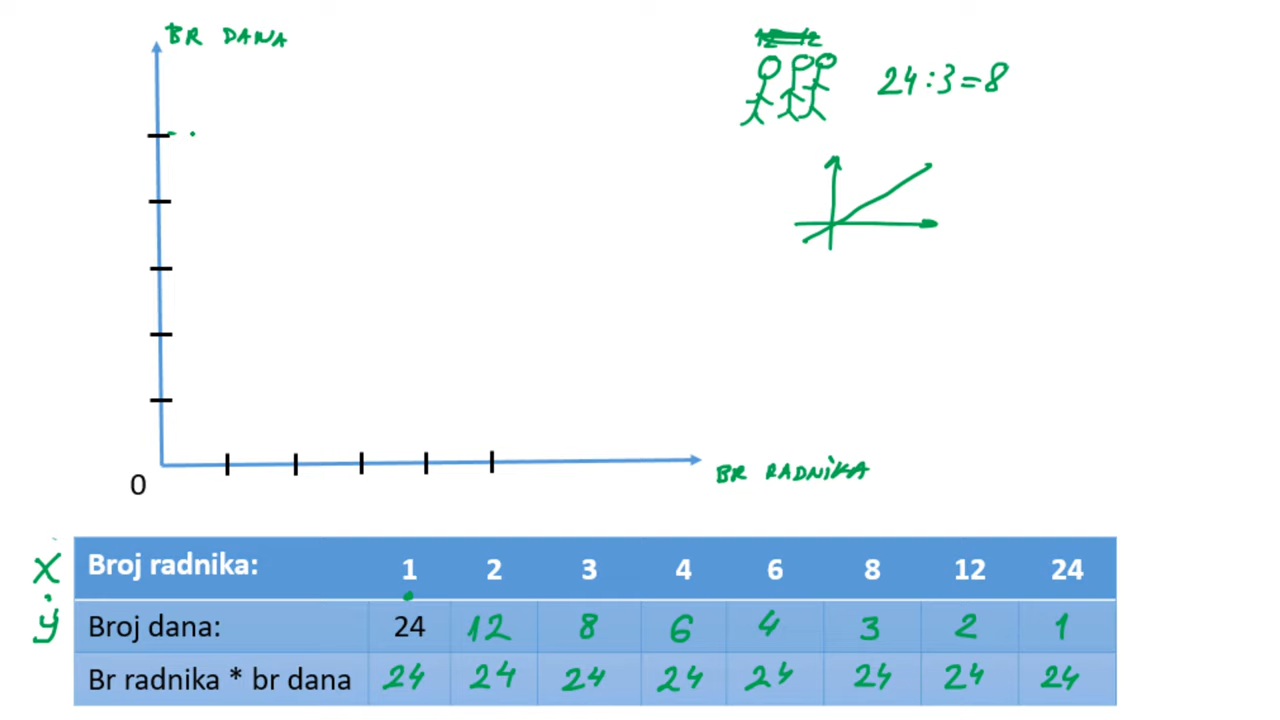 BR DANA
24:3=8
0
BR RADNIKA
x Broj radnika: 1 2 3 4 6 8 12 24
y Broj dana: 24 12 8 6 4 3 2 1
Br radnika * br dana 24 24 24 24 24 24 24 24